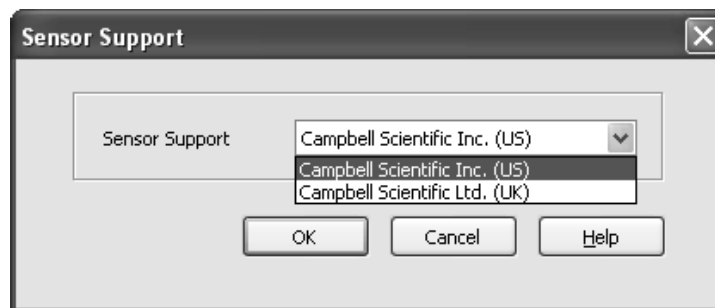 Sensor Support
Sensor Support Campbell Scientific Inc. (US)
Campbell Scientific Inc. (US)
Campbell Scientific Ltd. (UK)
OK Cancel Help